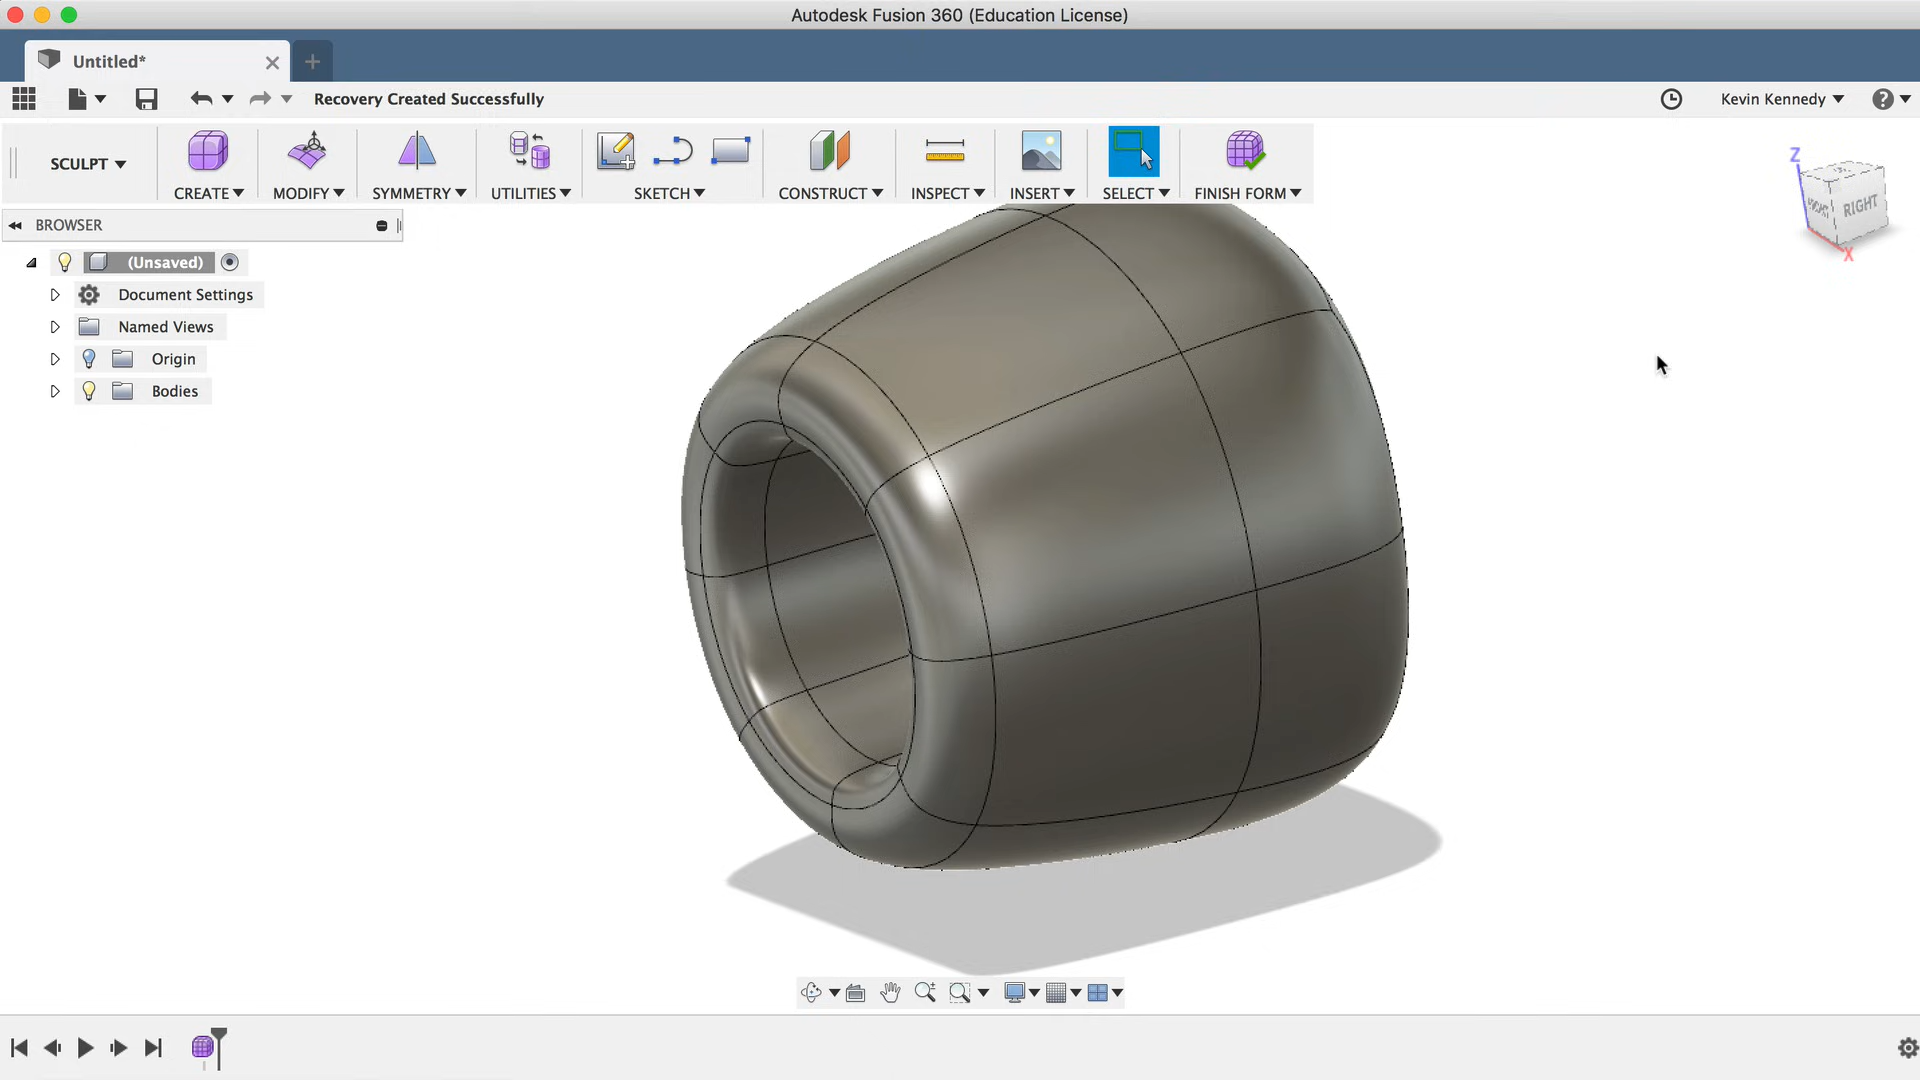 Autodesk Fusion 360 (Education License)
Untitled*
Recovery Created Successfully
Kevin Kennedy
SCULPT
CREATE
MODIFY
SYMMETRY
UTILITIES
SKETCH
CONSTRUCT
INSPECT
INSERT
SELECT
FINISH FORM
Z
RIGHT
X
BROWSER
(Unsaved)
Document Settings
Named Views
Origin
Bodies